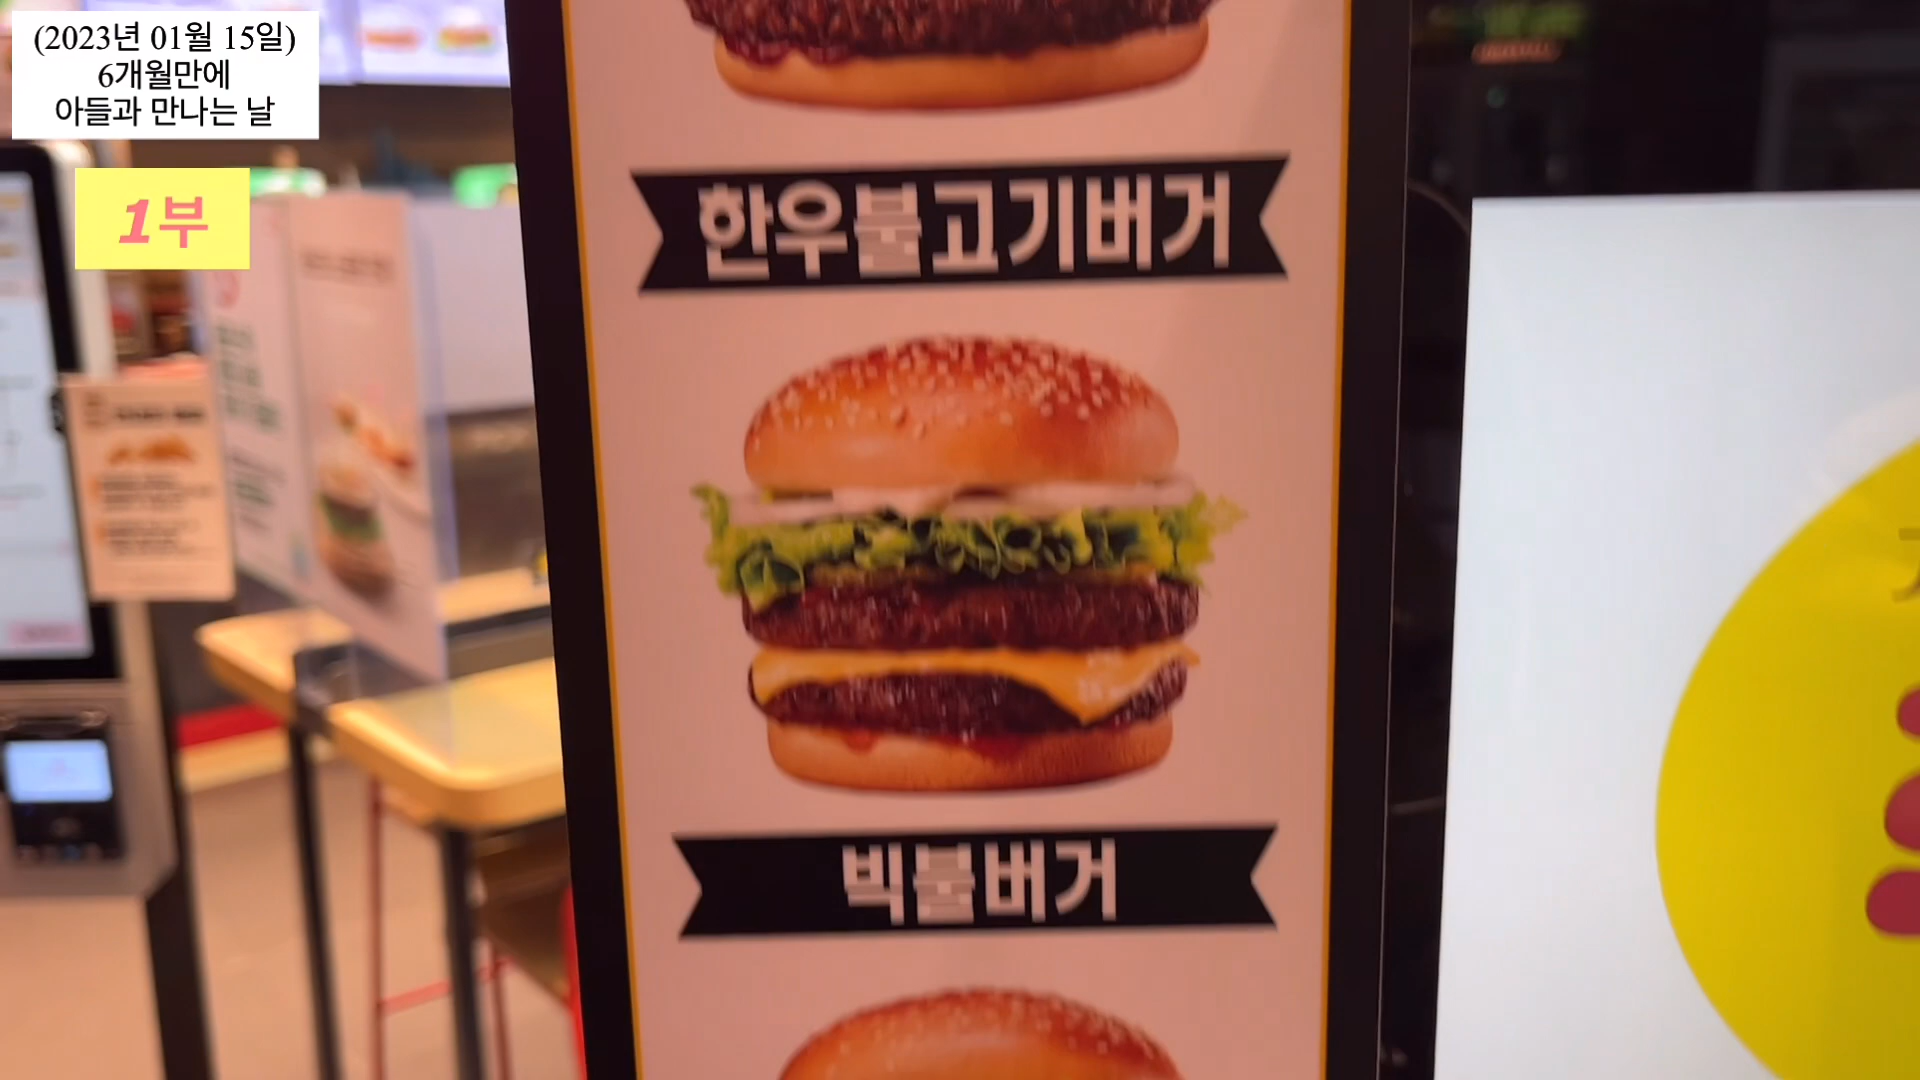 (2023년 01월 15일)
6개월만에
아들과 만나는 날
1부
한우불고기버거
빅불버거